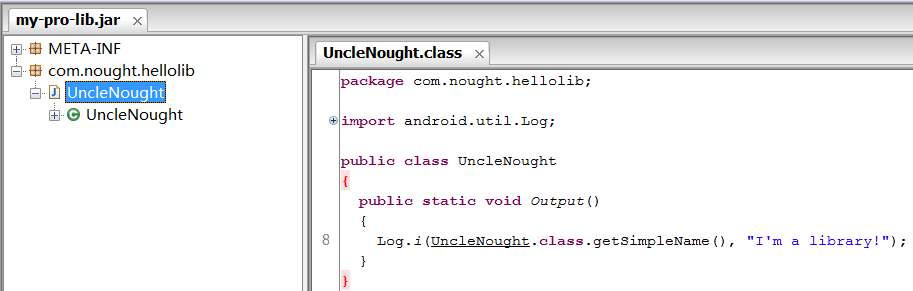 my-pro-lib.jar
META-INF
com.nought.hellolib
UncleNought
UncleNought
UncleNought.class
package com.nought.hellolib;
import android.util.Log;
public class UncleNought
{
public static void Output()
{
8 Log.i(UncleNought.class.getSimpleName(), "I'm a library!");
}
}